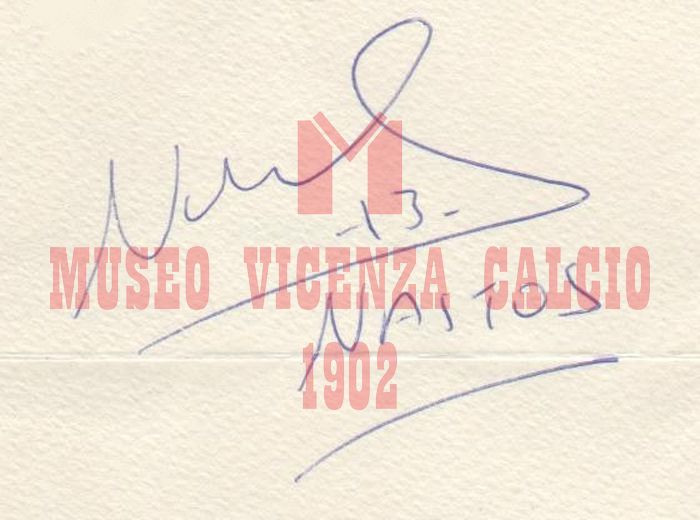 M
-13-
MUSEO VICENZA CALCIO
NASTOS
1902